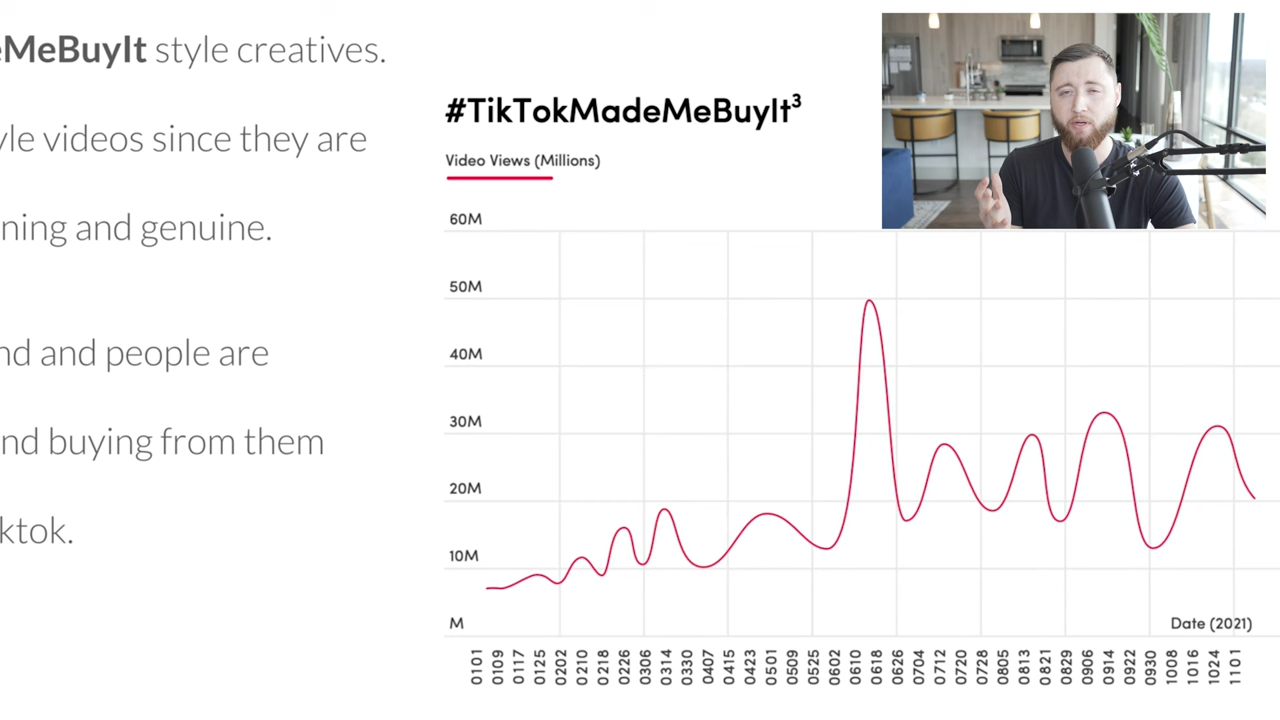 eMeBuyIt style creatives.
yle videos since they are
ning and genuine.
nd and people are
nd buying from them
ktok.
#TikTokMadeMeBuyIt³
Video Views (Millions)
60M
50M
40M
30M
20M
10M
M
Date (2021)
0101 0109 0117 0125 0202 0210 0218 0226 0306 0314 0330 0407 0415 0423 0501 0509 0525 0602 0610 0618 0626 0704 0712 0720 0728 0805 0813 0821 0829 0906 0914 0922 0930 1008 1016 1024 1101